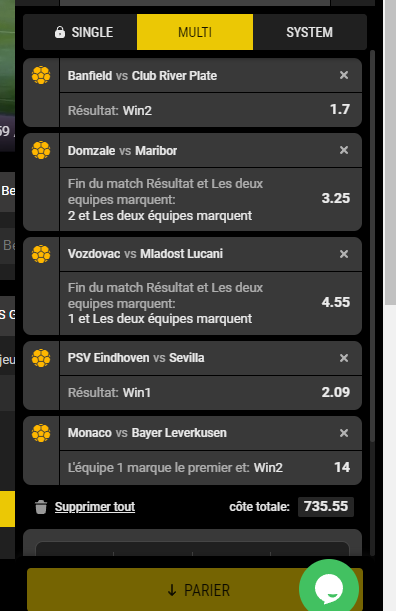 SINGLE
MULTI
SYSTEM
Banfield vs Club River Plate
Résultat: Win2
1.7
Domzale vs Maribor
Fin du match Résultat et Les deux
equipes marquent:
2 et Les deux équipes marquent
3.25
Vozdovac vs Mladost Lucani
Fin du match Résultat et Les deux
equipes marquent:
1 et Les deux équipes marquent
4.55
PSV Eindhoven vs Sevilla
Résultat: Win1
2.09
Monaco vs Bayer Leverkusen
L'équipe 1 marque le premier et: Win2
14
Supprimer tout
côte totale: 735.55
PARIER
59
Be
Be
S G
jeu